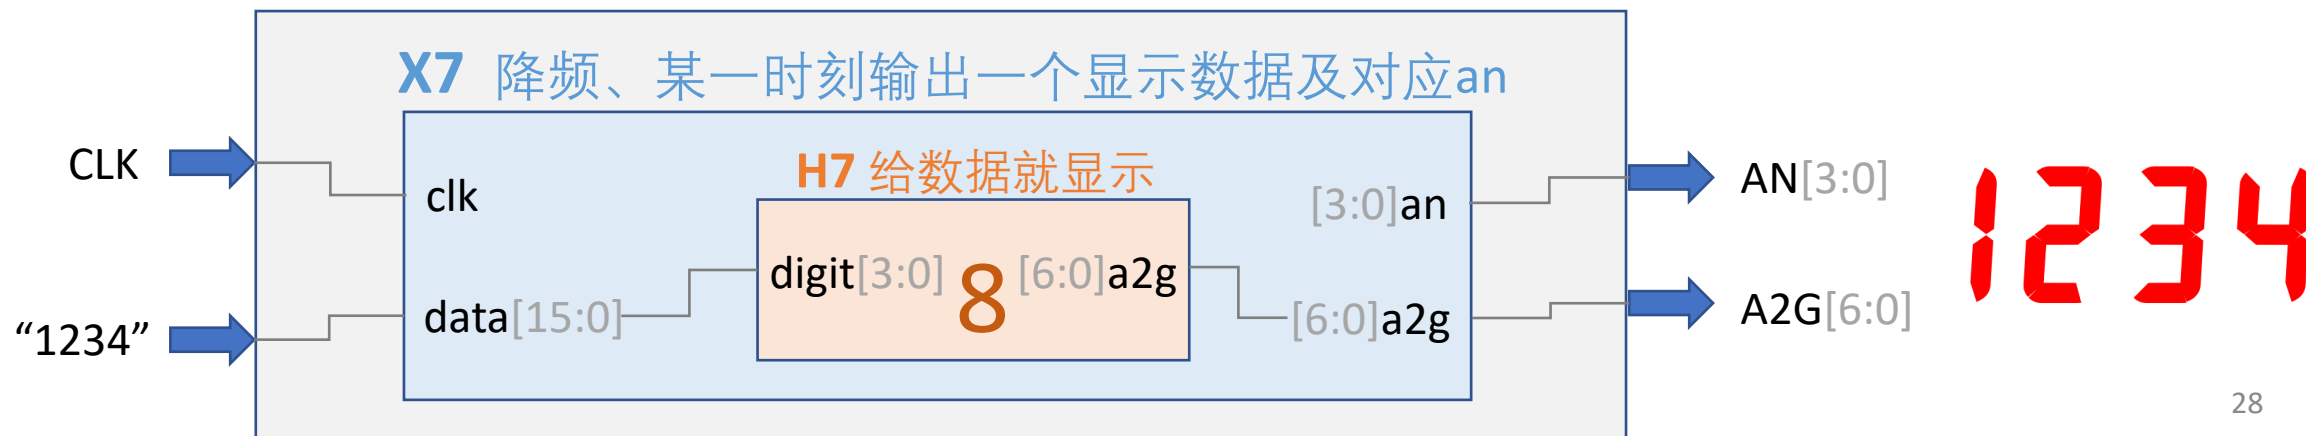 X7 降频、某一时刻输出一个显示数据及对应an
CLK
clk
H7 给数据就显示
[3:0]an
AN[3:0]
1234
digit[3:0]
8
[6:0]a2g
"1234"
data[15:0]
[6:0]a2g
A2G[6:0]
28